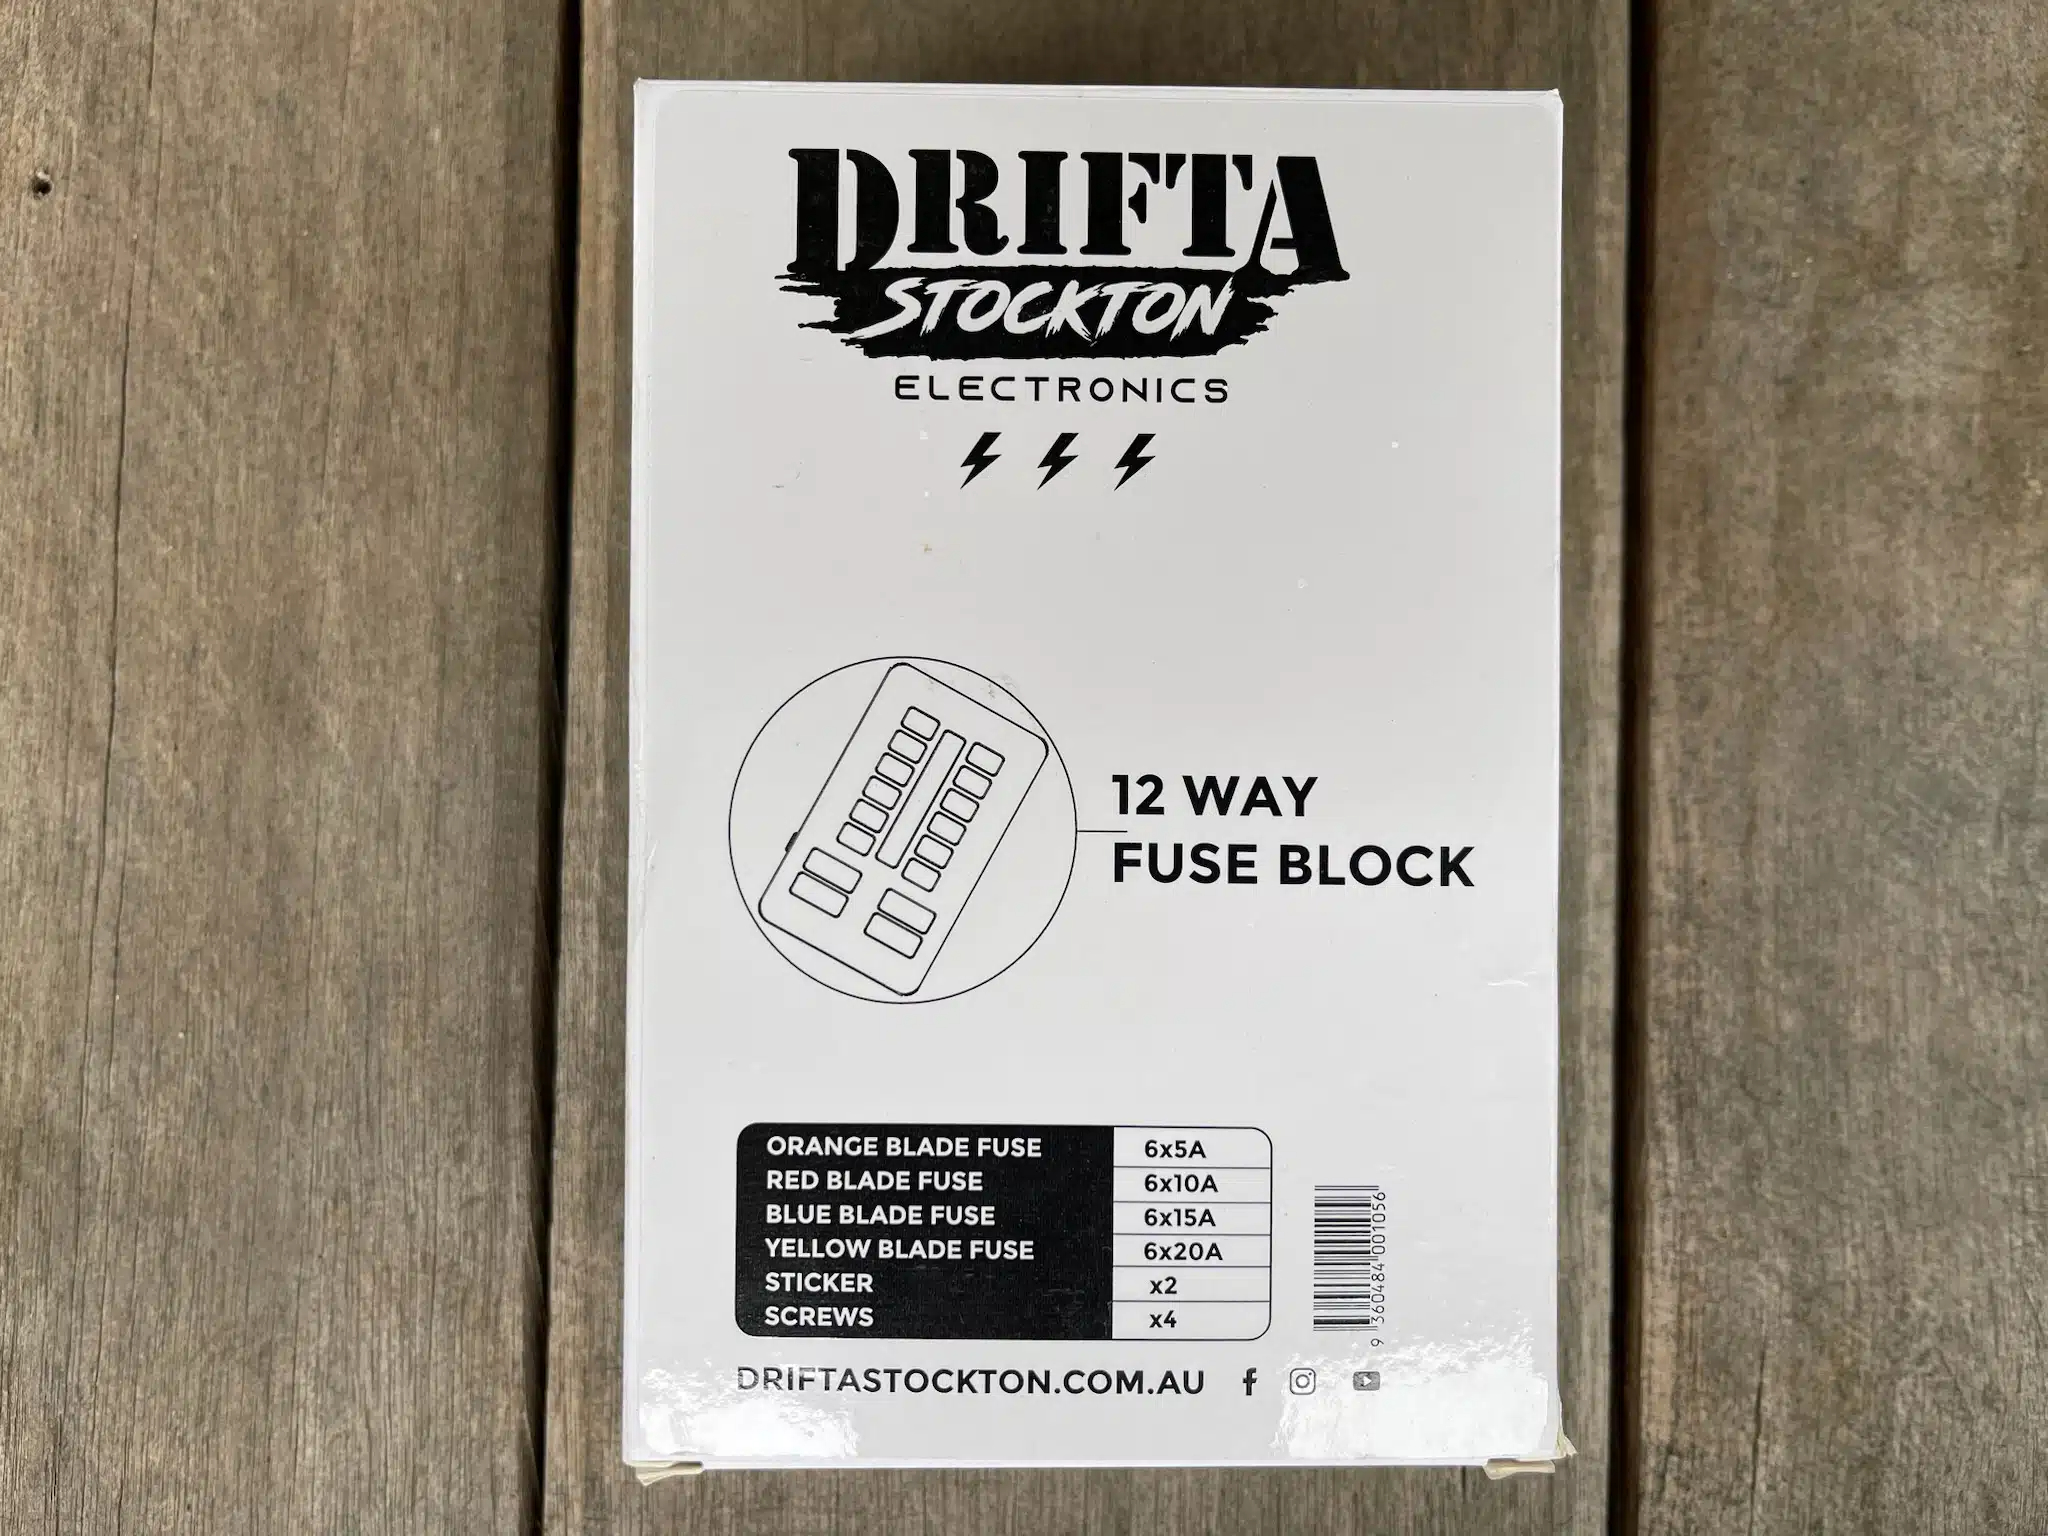 DRIFTA
STOCKTON
ELECTRONICS
12 WAY
FUSE BLOCK
ORANGE BLADE FUSE 6x5A
RED BLADE FUSE 6x10A
BLUE BLADE FUSE 6x15A
YELLOW BLADE FUSE 6x20A
STICKER x2
SCREWS x4
9 360484 001056
DRIFTASTOCKTON.COM.AU